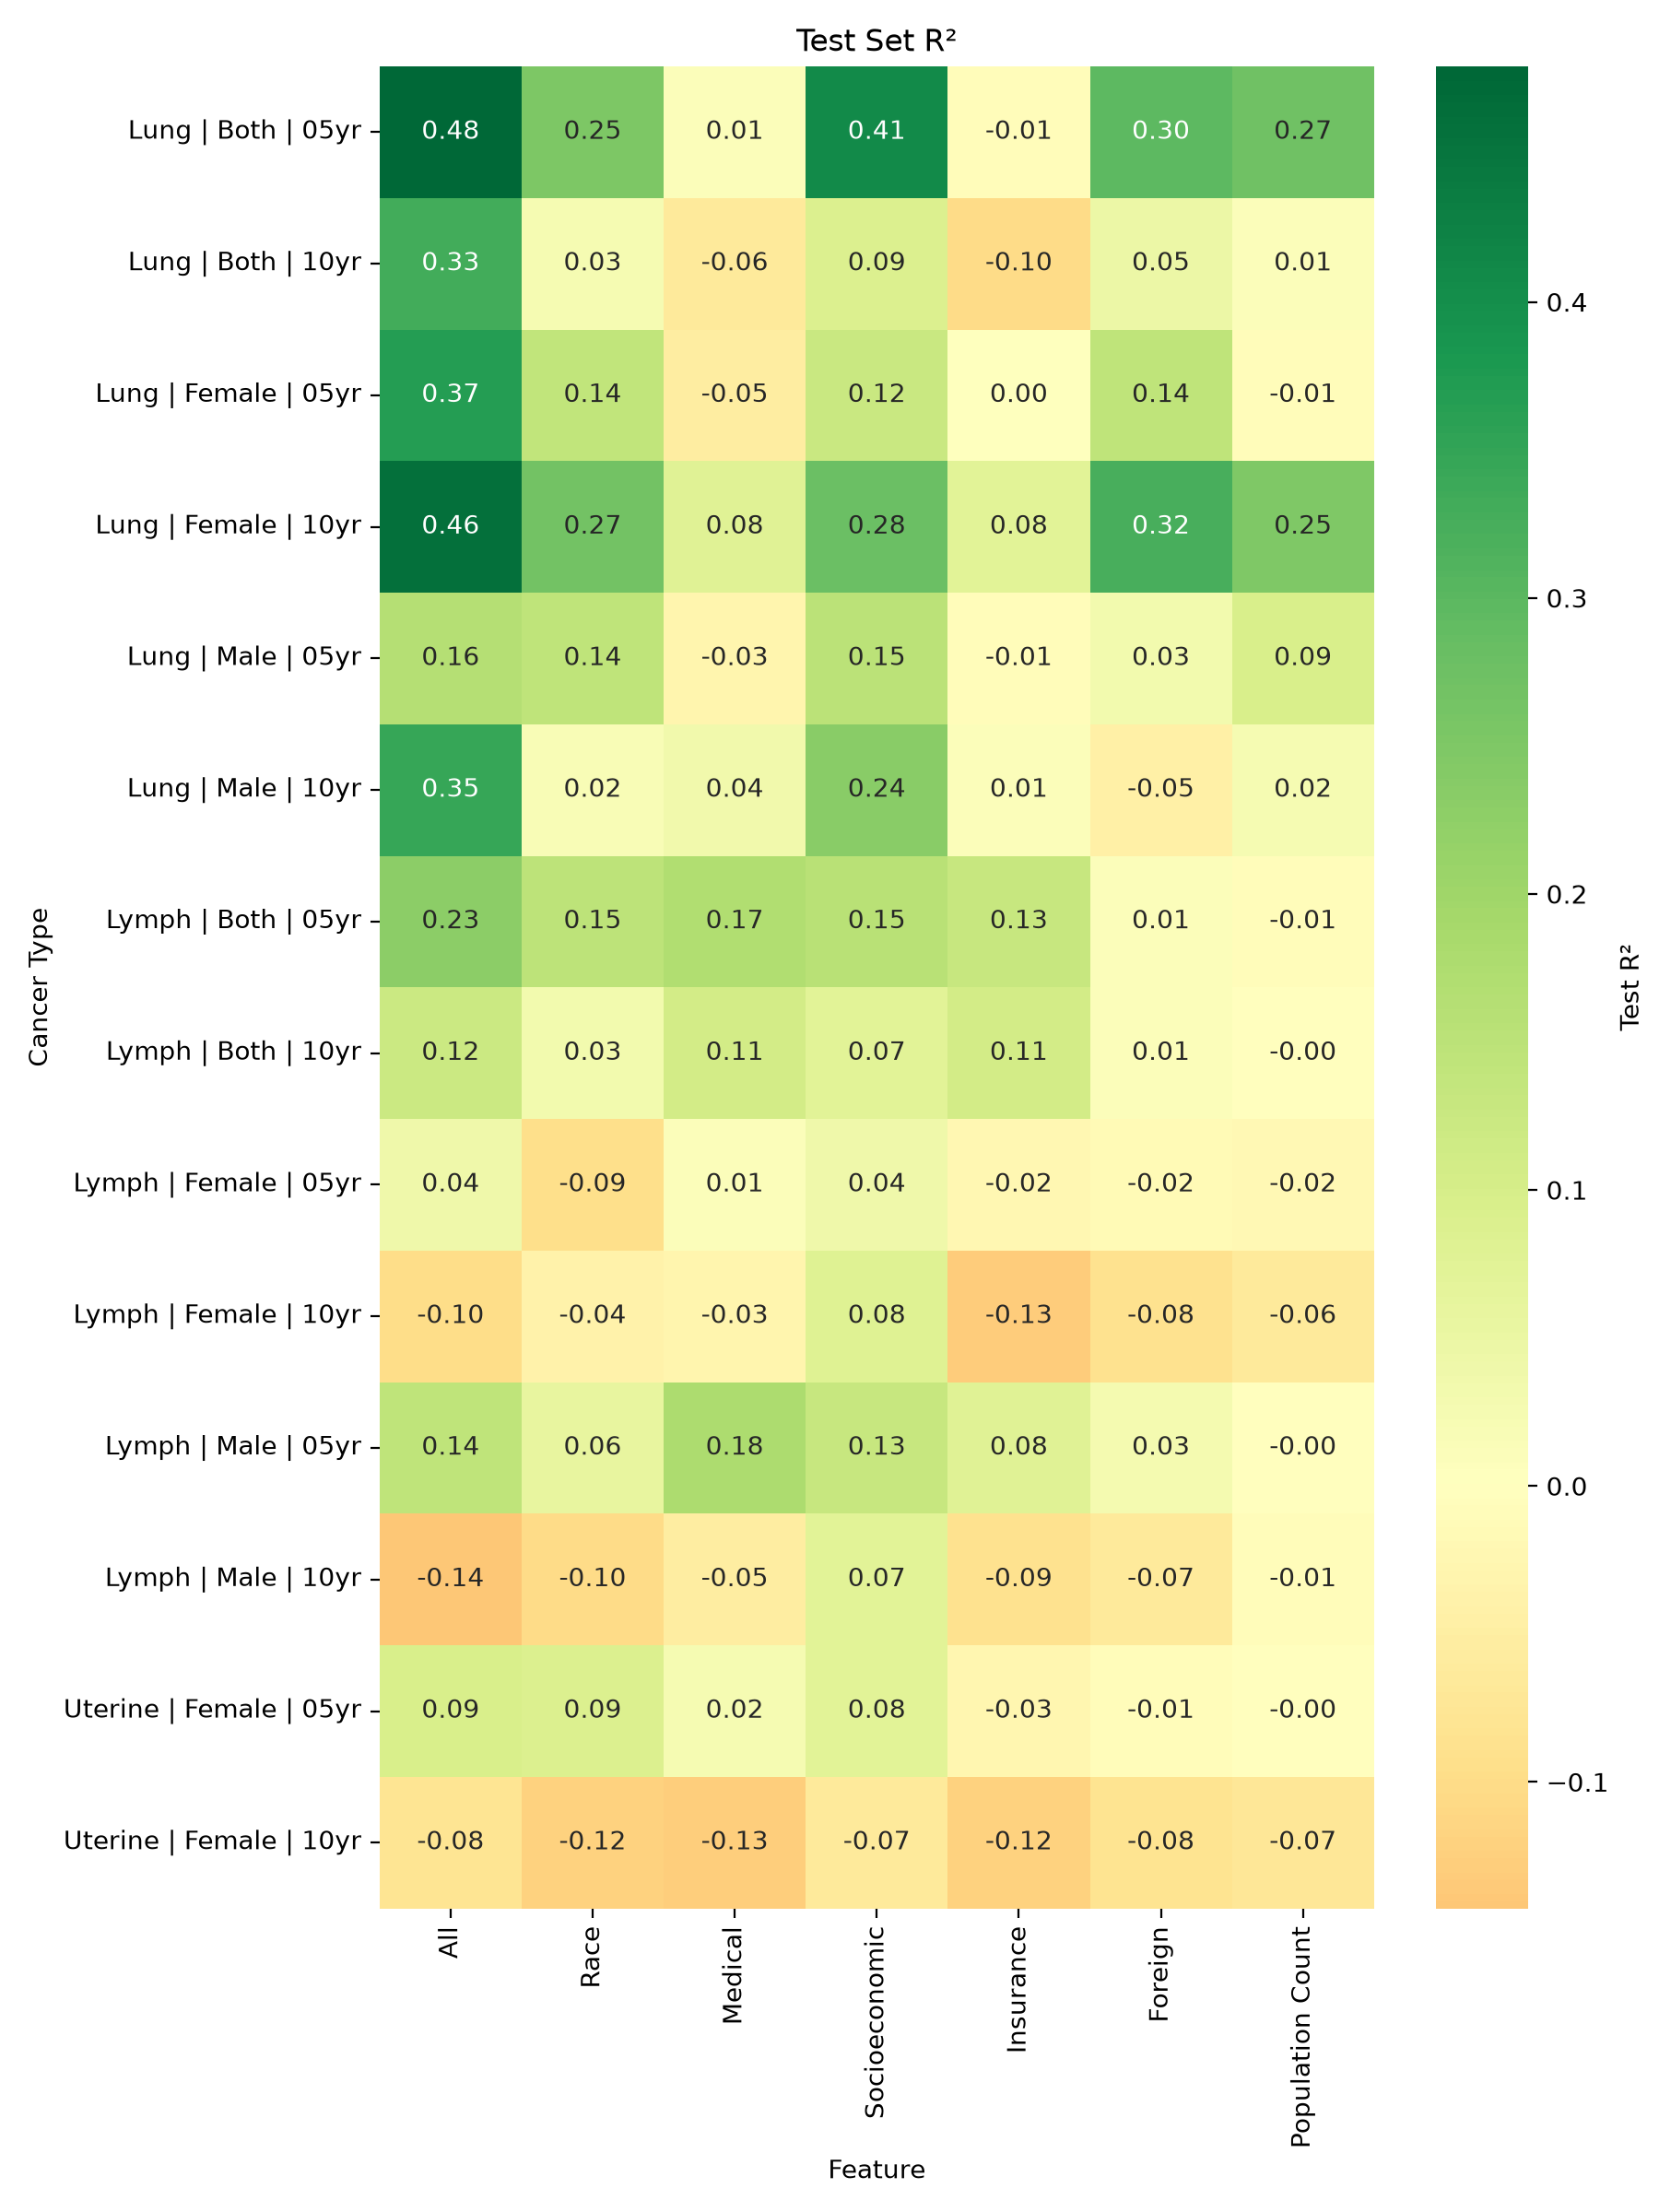 Test Set R²
Lung | Both | 05yr 0.48 0.25 0.01 0.41 -0.01 0.30 0.27
Lung | Both | 10yr 0.33 0.03 -0.06 0.09 -0.10 0.05 0.01
Lung | Female | 05yr 0.37 0.14 -0.05 0.12 0.00 0.14 -0.01
Lung | Female | 10yr 0.46 0.27 0.08 0.28 0.08 0.32 0.25
Lung | Male | 05yr 0.16 0.14 -0.03 0.15 -0.01 0.03 0.09
Lung | Male | 10yr 0.35 0.02 0.04 0.24 0.01 -0.05 0.02
Lymph | Both | 05yr 0.23 0.15 0.17 0.15 0.13 0.01 -0.01
Lymph | Both | 10yr 0.12 0.03 0.11 0.07 0.11 0.01 -0.00
Lymph | Female | 05yr 0.04 -0.09 0.01 0.04 -0.02 -0.02 -0.02
Lymph | Female | 10yr -0.10 -0.04 -0.03 0.08 -0.13 -0.08 -0.06
Lymph | Male | 05yr 0.14 0.06 0.18 0.13 0.08 0.03 -0.00
Lymph | Male | 10yr -0.14 -0.10 -0.05 0.07 -0.09 -0.07 -0.01
Uterine | Female | 05yr 0.09 0.09 0.02 0.08 -0.03 -0.01 -0.00
Uterine | Female | 10yr -0.08 -0.12 -0.13 -0.07 -0.12 -0.08 -0.07
Cancer Type
All
Race
Medical
Socioeconomic
Insurance
Foreign
Population Count
Feature
0.4
0.3
0.2
0.1
0.0
−0.1
Test R²